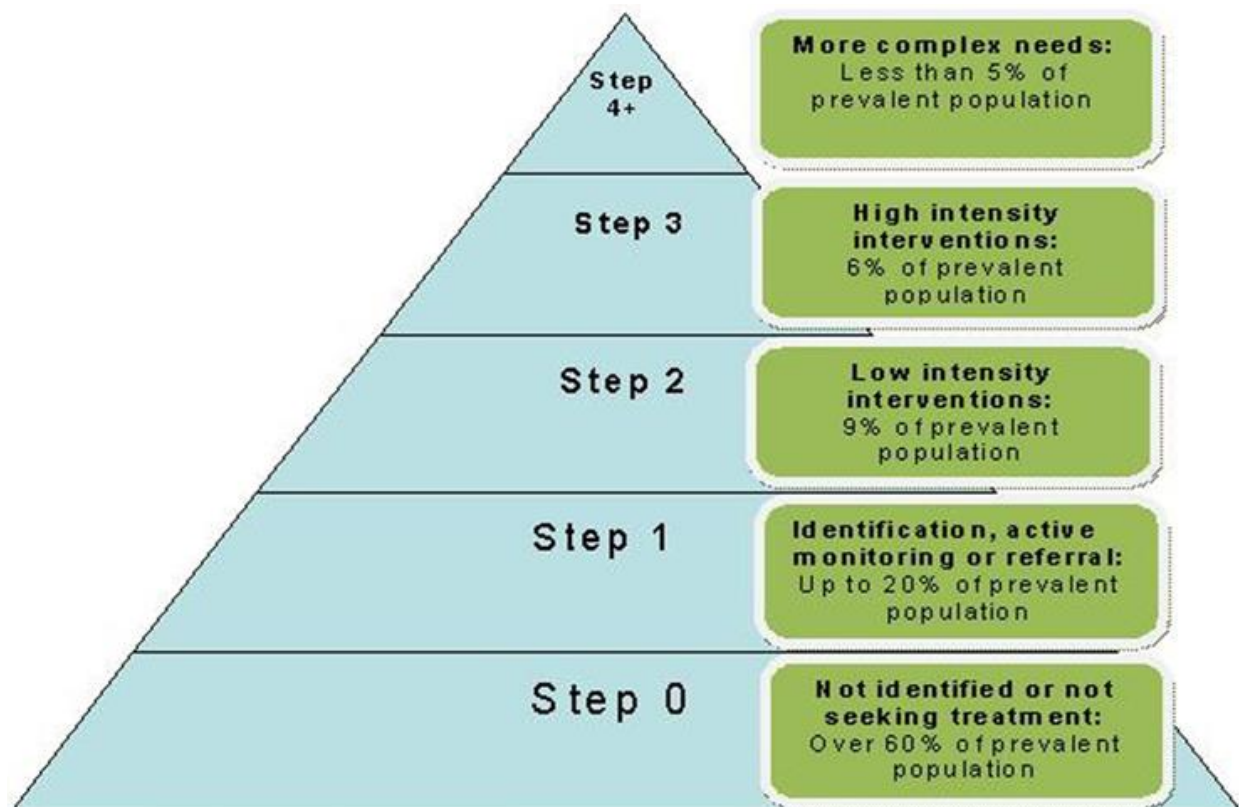 Step
4+
More complex needs:
Less than 5% of
prevalent population
Step 3
High intensity
interventions:
6% of prevalent
population
Step 2
Low intensity
interventions:
9% of prevalent
population
Step 1
Identification, active
monitoring or referral:
Up to 20% of prevalent
population
Step 0
Not identified or not
seeking treatment:
Over 60% of prevalent
population